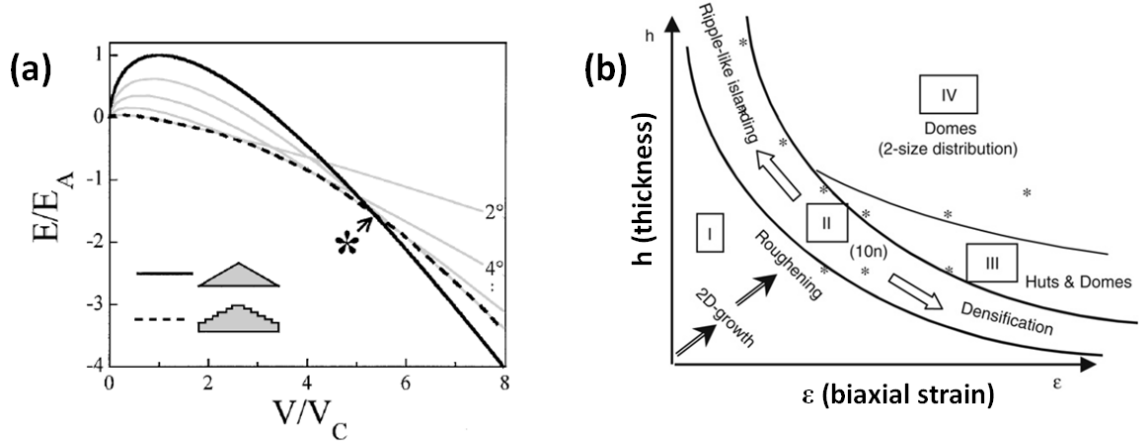 (a)
1
0
-1
-2
-3
-4
E/E_A
0
2
4
6
8
V/V_C
2°
4°
:
*
(b)
h
h (thickness)
Ripple-like islanding
IV
Domes
(2-size distribution)
I
II
(10n)
III
Huts & Domes
Roughening
2D-growth
Densification
ε
ε (biaxial strain)